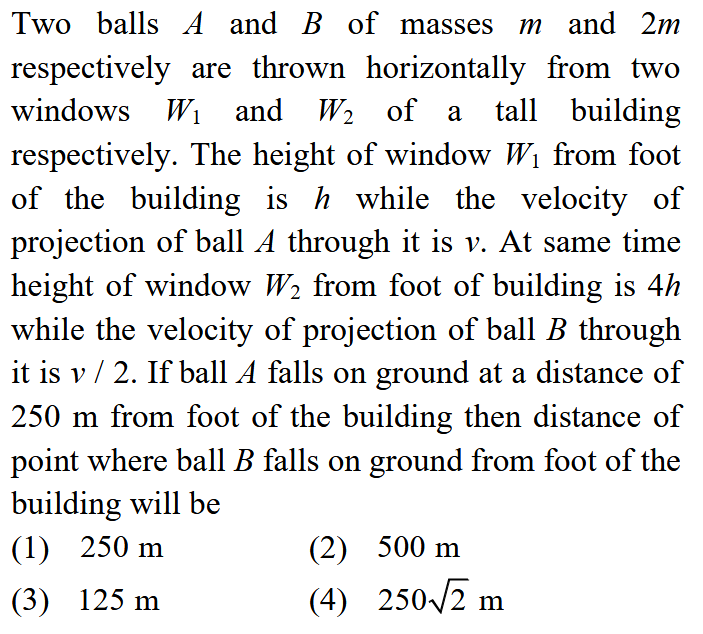 Two balls A and B of masses m and 2m
respectively are thrown horizontally from two
windows W₁ and W₂ of a tall building
respectively. The height of window W₁ from foot
of the building is h while the velocity of
projection of ball A through it is v. At same time
height of window W₂ from foot of building is 4h
while the velocity of projection of ball B through
it is v / 2. If ball A falls on ground at a distance of
250 m from foot of the building then distance of
point where ball B falls on ground from foot of the
building will be
(1) 250 m (2) 500 m
(3) 125 m (4) 250√2 m